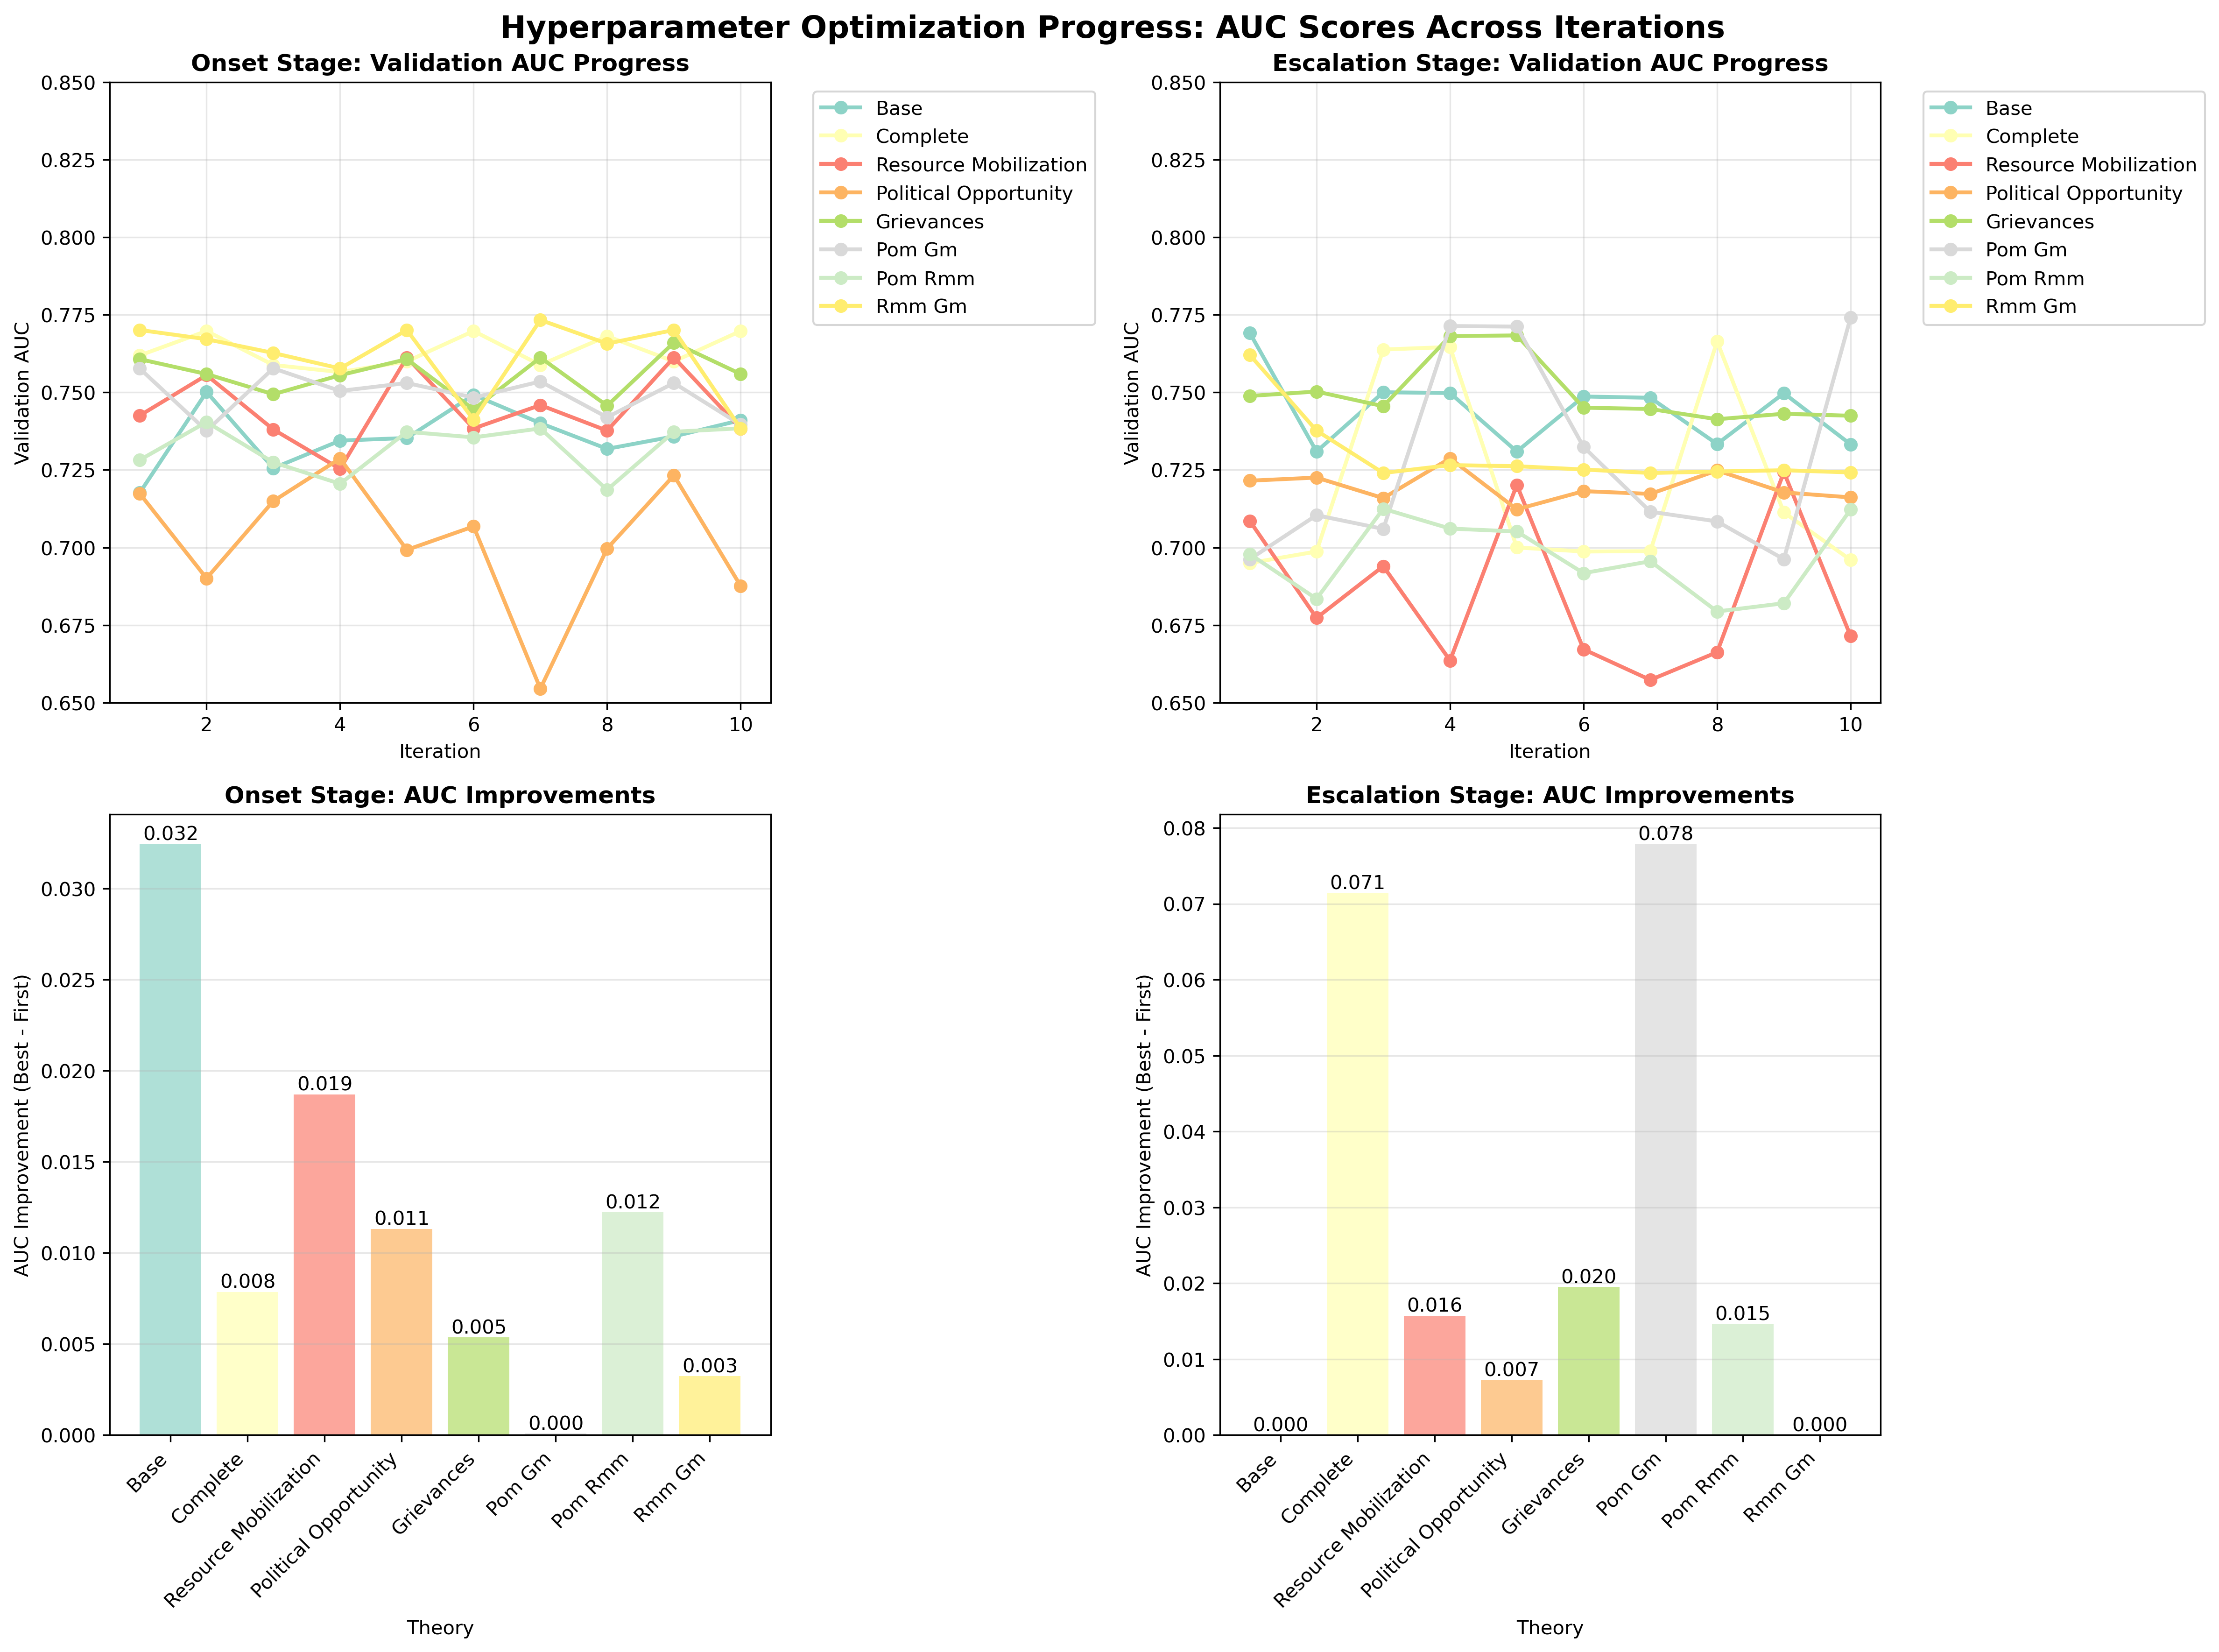 Hyperparameter Optimization Progress: AUC Scores Across Iterations
Onset Stage: Validation AUC Progress
0.850
0.825
0.800
0.775
0.750
0.725
0.700
0.675
0.650
Validation AUC
2 4 6 8 10
Iteration
Base
Complete
Resource Mobilization
Political Opportunity
Grievances
Pom Gm
Pom Rmm
Rmm Gm
Escalation Stage: Validation AUC Progress
0.850
0.825
0.800
0.775
0.750
0.725
0.700
0.675
0.650
Validation AUC
2 4 6 8 10
Iteration
Base
Complete
Resource Mobilization
Political Opportunity
Grievances
Pom Gm
Pom Rmm
Rmm Gm
Onset Stage: AUC Improvements
0.030
0.025
0.020
0.015
0.010
0.005
0.000
AUC Improvement (Best - First)
0.032
0.008
0.019
0.011
0.005
0.000
0.012
0.003
Base
Complete
Resource Mobilization
Political Opportunity
Grievances
Pom Gm
Pom Rmm
Rmm Gm
Theory
Escalation Stage: AUC Improvements
0.08
0.07
0.06
0.05
0.04
0.03
0.02
0.01
0.00
AUC Improvement (Best - First)
0.000
0.071
0.016
0.007
0.020
0.078
0.015
0.000
Base
Complete
Resource Mobilization
Political Opportunity
Grievances
Pom Gm
Pom Rmm
Rmm Gm
Theory